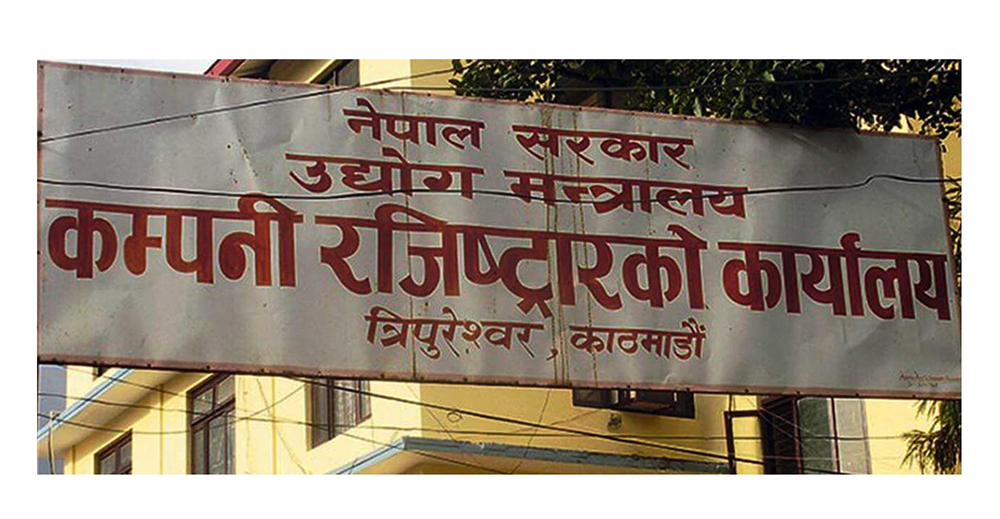 नेपाल सरकार
उद्योग मन्त्रालय
कम्पनी रजिष्ट्रारको कार्यालय
त्रिपुरेश्वर, काठमाडौं